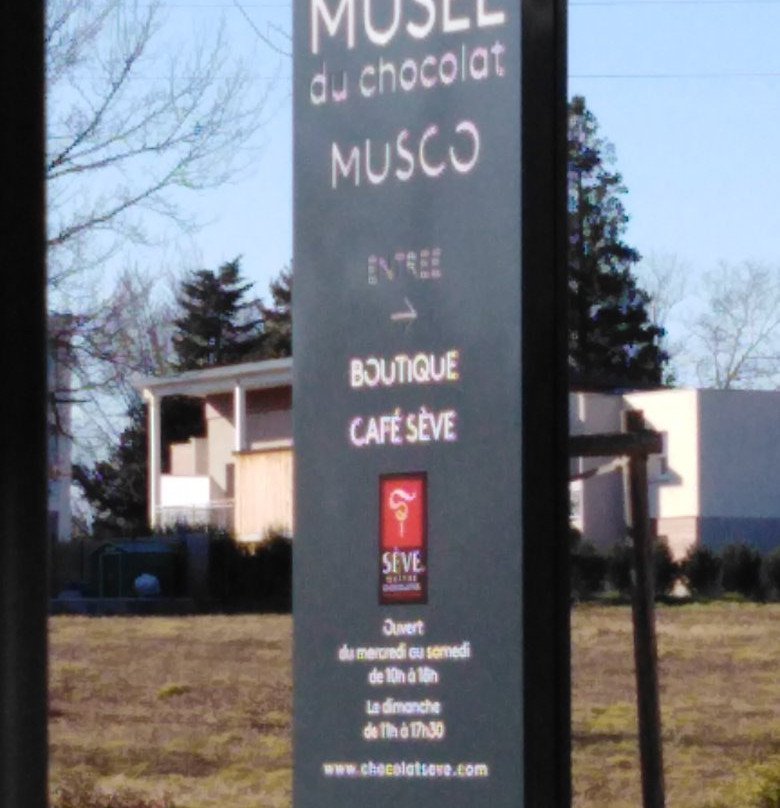 MUSÉE
du chocolat
MUSCO
ENTREE
→
BOUTIQUE
CAFÉ SÈVE
SÈVE
Ouvert
du mercredi au samedi
de 10h à 18h
Le dimanche
de 11h à 17h30
www.chocolatseve.com